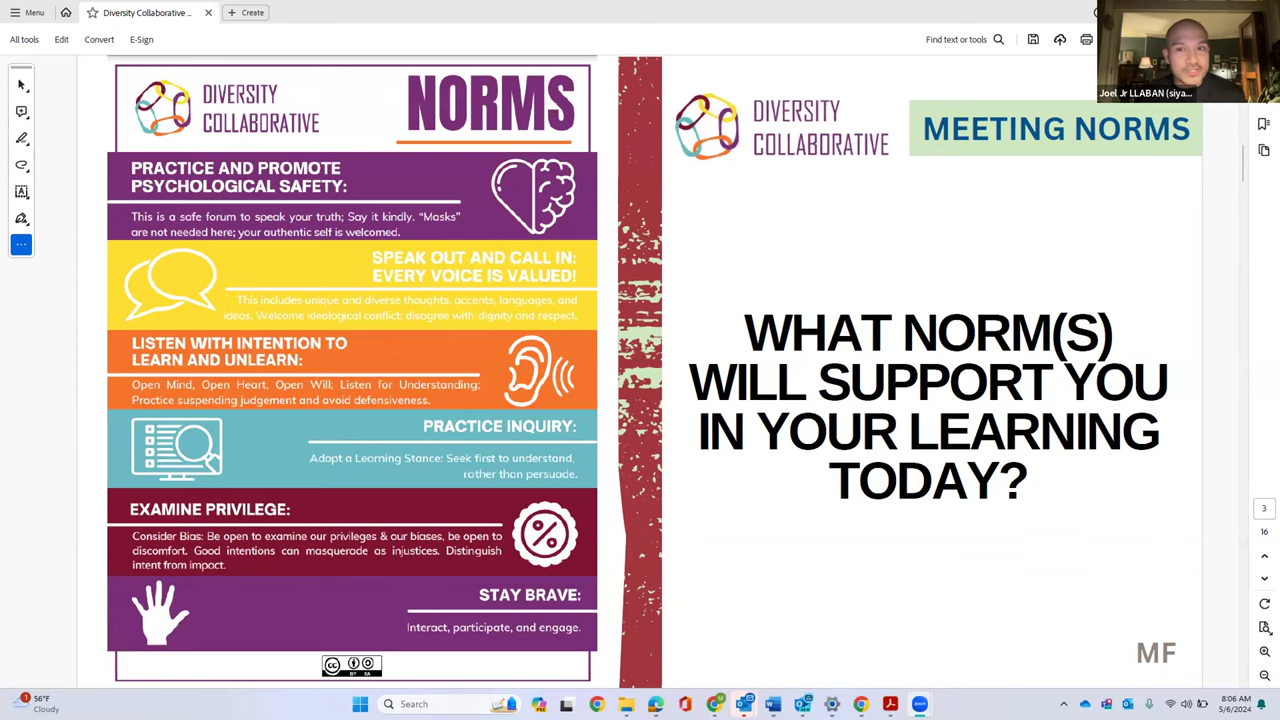 Menu
Diversity Collaborative ...
Create
All tools
Edit
Convert
E-Sign
Find text or tools
Joel Jr LLABAN (siya...
DIVERSITY
COLLABORATIVE
NORMS
PRACTICE AND PROMOTE
PSYCHOLOGICAL SAFETY:
This is a safe forum to speak your truth; Say it kindly. “Masks”
are not needed here; your authentic self is welcomed.
SPEAK OUT AND CALL IN:
EVERY VOICE IS VALUED!
This includes unique and diverse thoughts, accents, languages, and
ideas. Welcome ideological conflict; disagree with dignity and respect.
LISTEN WITH INTENTION TO
LEARN AND UNLEARN:
Open Mind, Open Heart, Open Will; Listen for Understanding;
Practice suspending judgement and avoid defensiveness.
PRACTICE INQUIRY:
Adopt a Learning Stance: Seek first to understand,
rather than persuade.
EXAMINE PRIVILEGE:
Consider Bias: Be open to examine our privileges & our biases, be open to
discomfort. Good intentions can masquerade as injustices. Distinguish
intent from impact.
STAY BRAVE:
Interact, participate, and engage.
CC
BY SA
DIVERSITY
COLLABORATIVE
MEETING NORMS
WHAT NORM(S)
WILL SUPPORT YOU
IN YOUR LEARNING
TODAY?
MF
3
16
1
56°F
Cloudy
Search
zoom
8:06 AM
5/6/2024